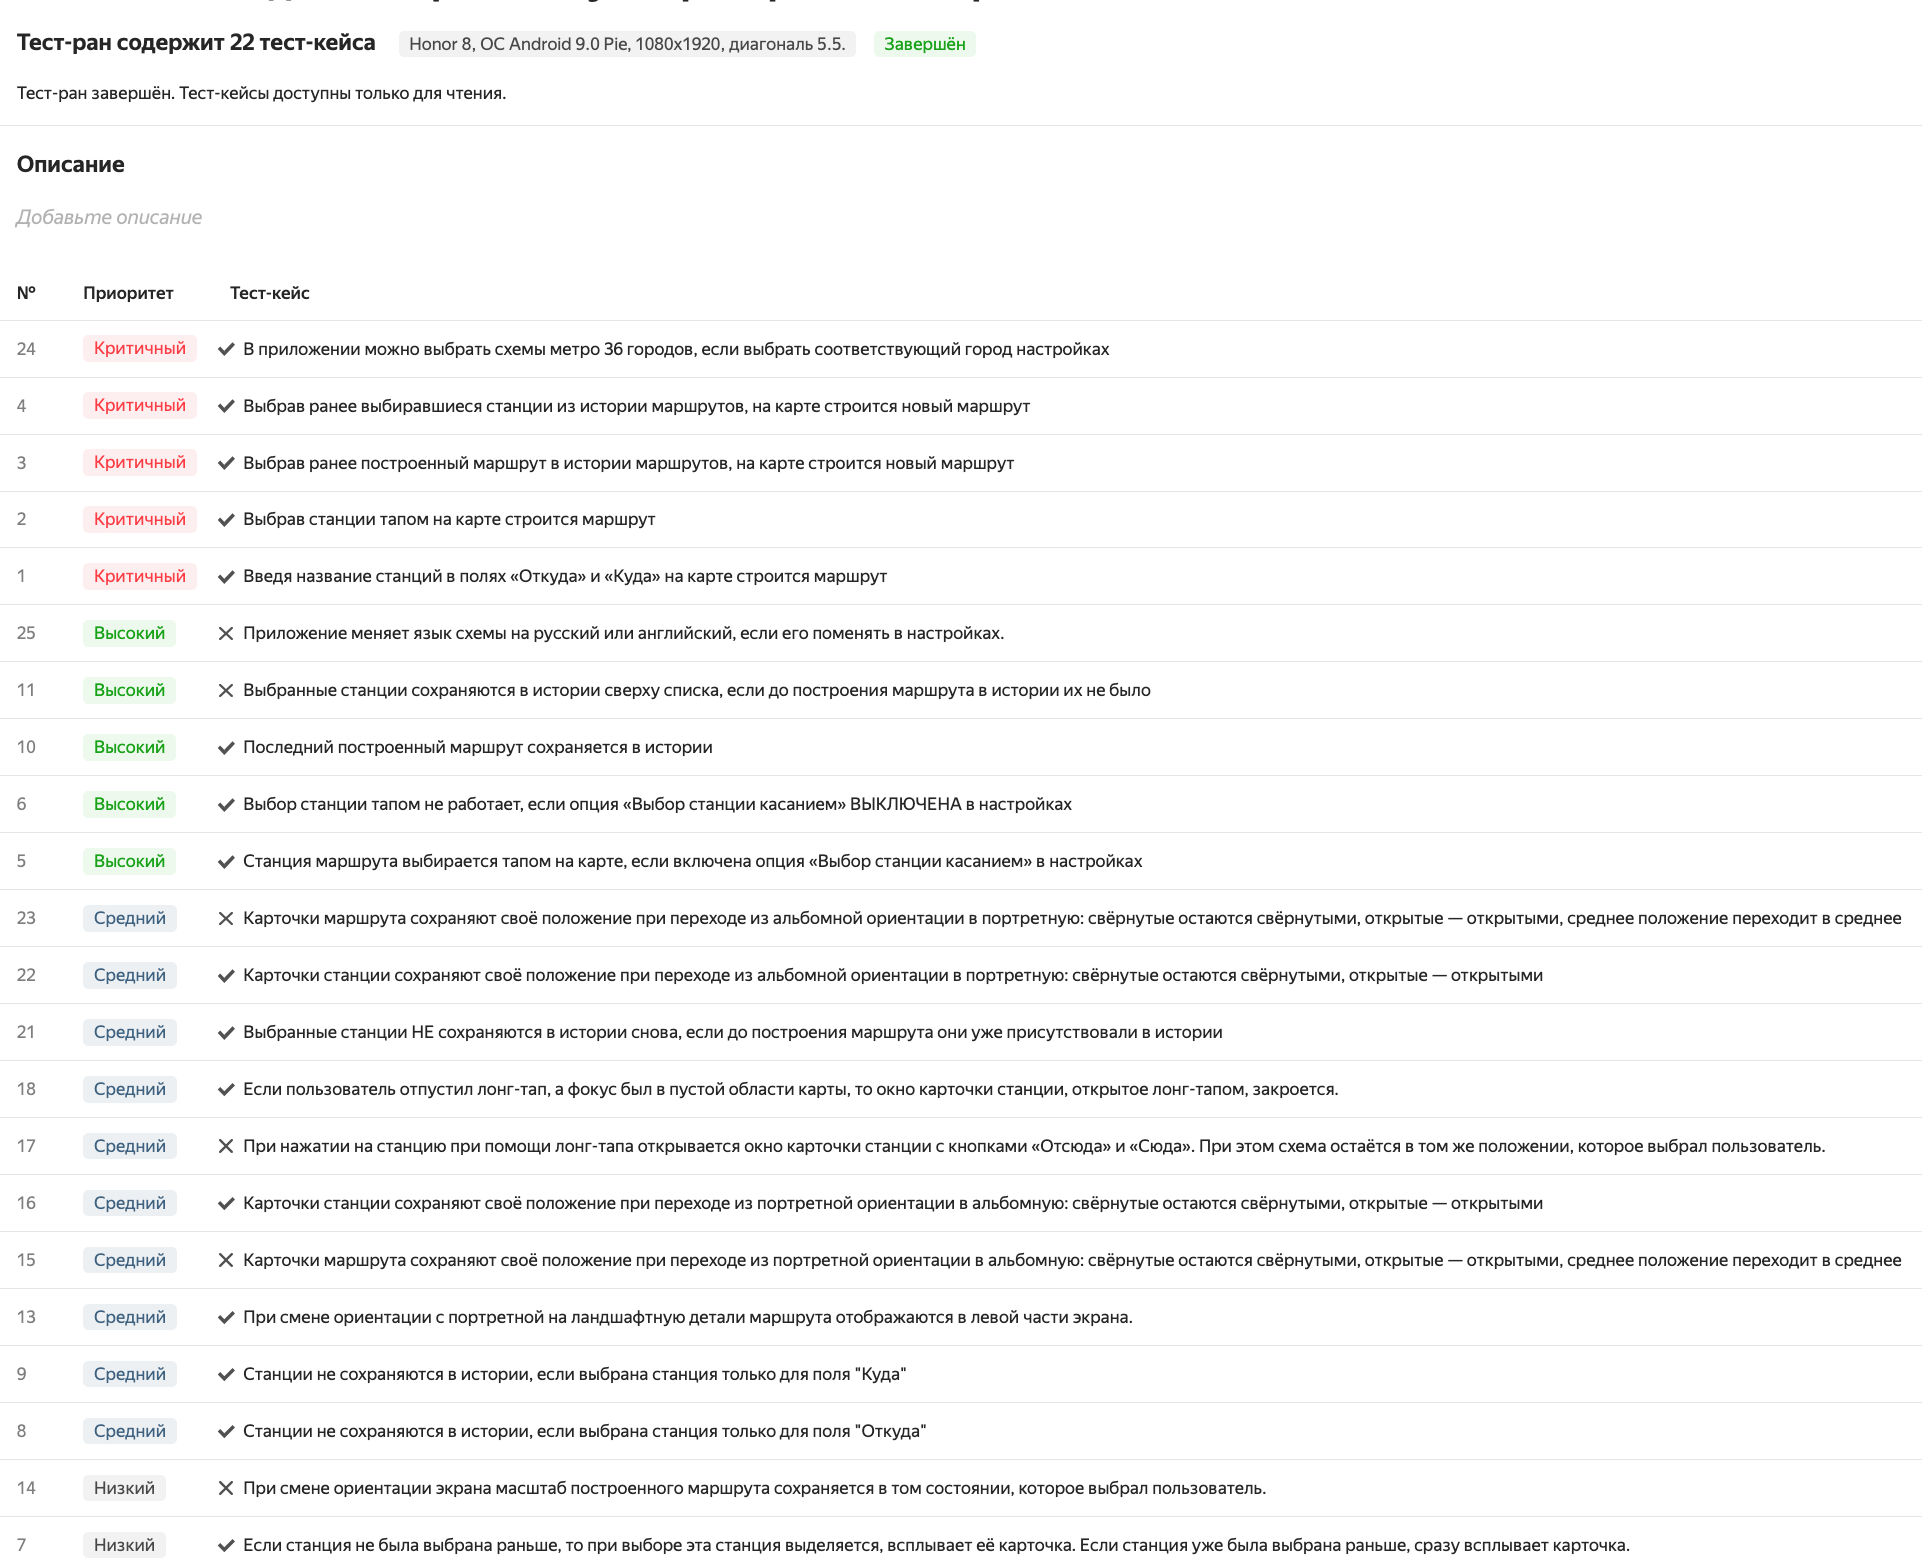 Тест-ран содержит 22 тест-кейса Honor 8, ОС Android 9.0 Pie, 1080x1920, диагональ 5.5. Завершён
Тест-ран завершён. Тест-кейсы доступны только для чтения.
Описание
Добавьте описание
№ Приоритет Тест-кейс
24 Критичный В приложении можно выбрать схемы метро 36 городов, если выбрать соответствующий город настройках
4 Критичный Выбрав ранее выбиравшиеся станции из истории маршрутов, на карте строится новый маршрут
3 Критичный Выбрав ранее построенный маршрут в истории маршрутов, на карте строится новый маршрут
2 Критичный Выбрав станции тапом на карте строится маршрут
1 Критичный Введя название станций в полях «Откуда» и «Куда» на карте строится маршрут
25 Высокий Приложение меняет язык схемы на русский или английский, если его поменять в настройках.
11 Высокий Выбранные станции сохраняются в истории сверху списка, если до построения маршрута в истории их не было
10 Высокий Последний построенный маршрут сохраняется в истории
6 Высокий Выбор станции тапом не работает, если опция «Выбор станции касанием» ВЫКЛЮЧЕНА в настройках
5 Высокий Станция маршрута выбирается тапом на карте, если включена опция «Выбор станции касанием» в настройках
23 Средний Карточки маршрута сохраняют своё положение при переходе из альбомной ориентации в портретную: свёрнутые остаются свёрнутыми, открытые — открытыми, среднее положение переходит в среднее
22 Средний Карточки станции сохраняют своё положение при переходе из альбомной ориентации в портретную: свёрнутые остаются свёрнутыми, открытые — открытыми
21 Средний Выбранные станции НЕ сохраняются в истории снова, если до построения маршрута они уже присутствовали в истории
18 Средний Если пользователь отпустил лонг-тап, а фокус был в пустой области карты, то окно карточки станции, открытое лонг-тапом, закроется.
17 Средний При нажатии на станцию при помощи лонг-тапа открывается окно карточки станции с кнопками «Отсюда» и «Сюда». При этом схема остаётся в том же положении, которое выбрал пользователь.
16 Средний Карточки станции сохраняют своё положение при переходе из портретной ориентации в альбомную: свёрнутые остаются свёрнутыми, открытые — открытыми
15 Средний Карточки маршрута сохраняют своё положение при переходе из портретной ориентации в альбомную: свёрнутые остаются свёрнутыми, открытые — открытыми, среднее положение переходит в среднее
13 Средний При смене ориентации с портретной на ландшафтную детали маршрута отображаются в левой части экрана.
9 Средний Станции не сохраняются в истории, если выбрана станция только для поля "Куда"
8 Средний Станции не сохраняются в истории, если выбрана станция только для поля "Откуда"
14 Низкий При смене ориентации экрана масштаб построенного маршрута сохраняется в том состоянии, которое выбрал пользователь.
7 Низкий Если станция не была выбрана раньше, то при выборе эта станция выделяется, всплывает её карточка. Если станция уже была выбрана раньше, сразу всплывает карточка.